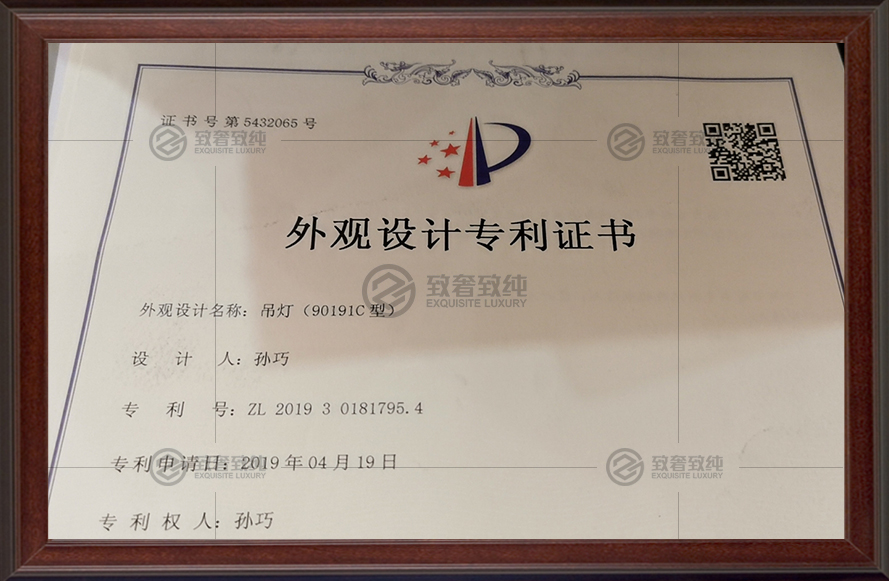 证书号第5432065号
外观设计专利证书
外观设计名称：吊灯（90191C型）
设计人：孙巧
专利号：ZL 2019 3 0181795.4
专利申请日：2019年04月19日
专利权人：孙巧
致奢致纯
EXQUISITE LUXURY
致奢致纯
EXQUISITE LUXURY
致奢致纯
EXQUISITE LUXURY
致奢致纯
EXQUISITE LUXURY
致奢致纯
EXQUISITE LUXURY